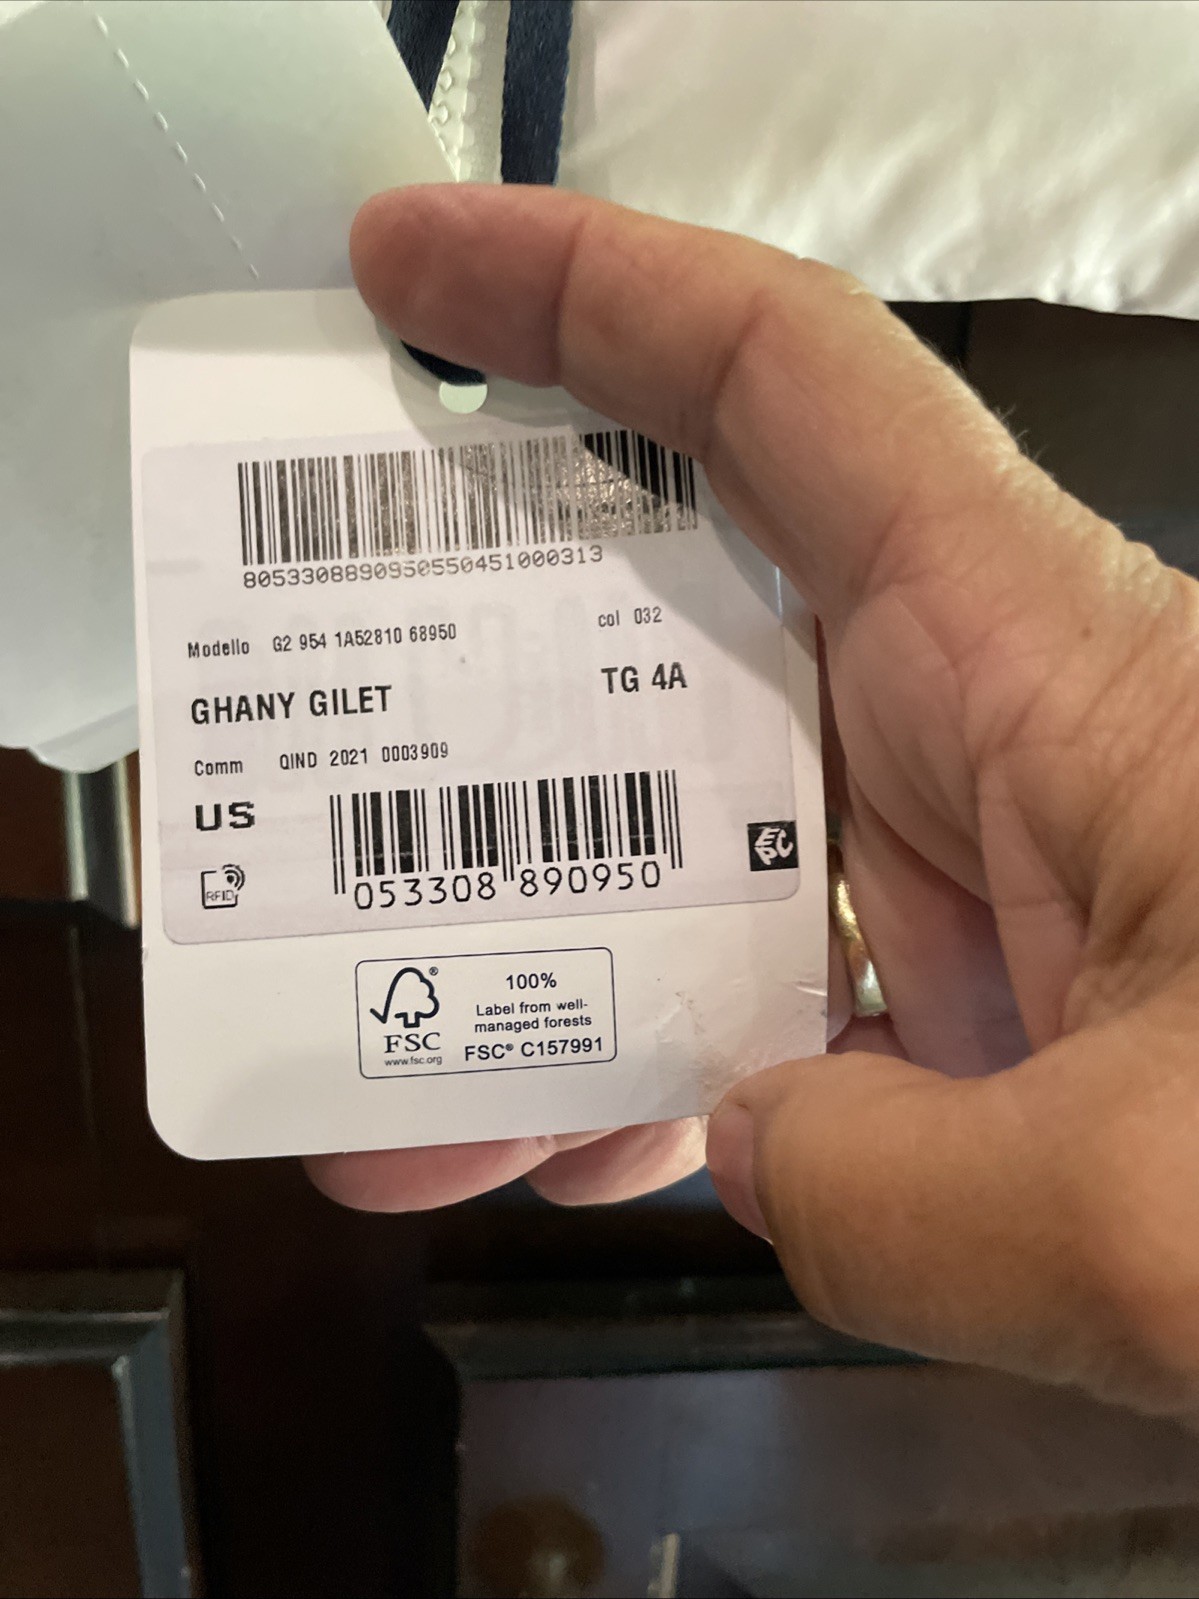 8053308890950550451000313
Modello G2 954 1A52810 68950
col 032
GHANY GILET
TG 4A
Comm QIND 2021 0003909
US
RFID
053308 890950
EPC
FSC
®
www.fsc.org
100%
Label from well-
managed forests
FSC® C157991